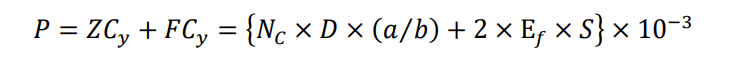 P = ZC_y + FC_y = {N_C × D × (a/b) + 2 × E_f × S} × 10^{-3}